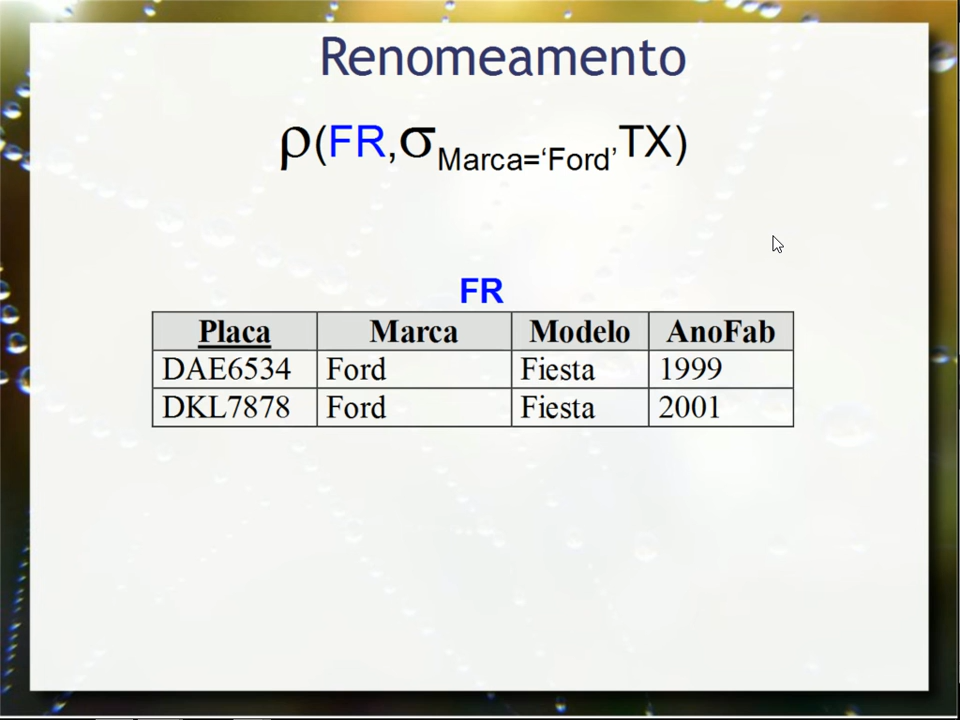 Renomeamento
ρ(FR,σMarca=‘Ford’TX)
FR
Placa Marca Modelo AnoFab
DAE6534 Ford Fiesta 1999
DKL7878 Ford Fiesta 2001